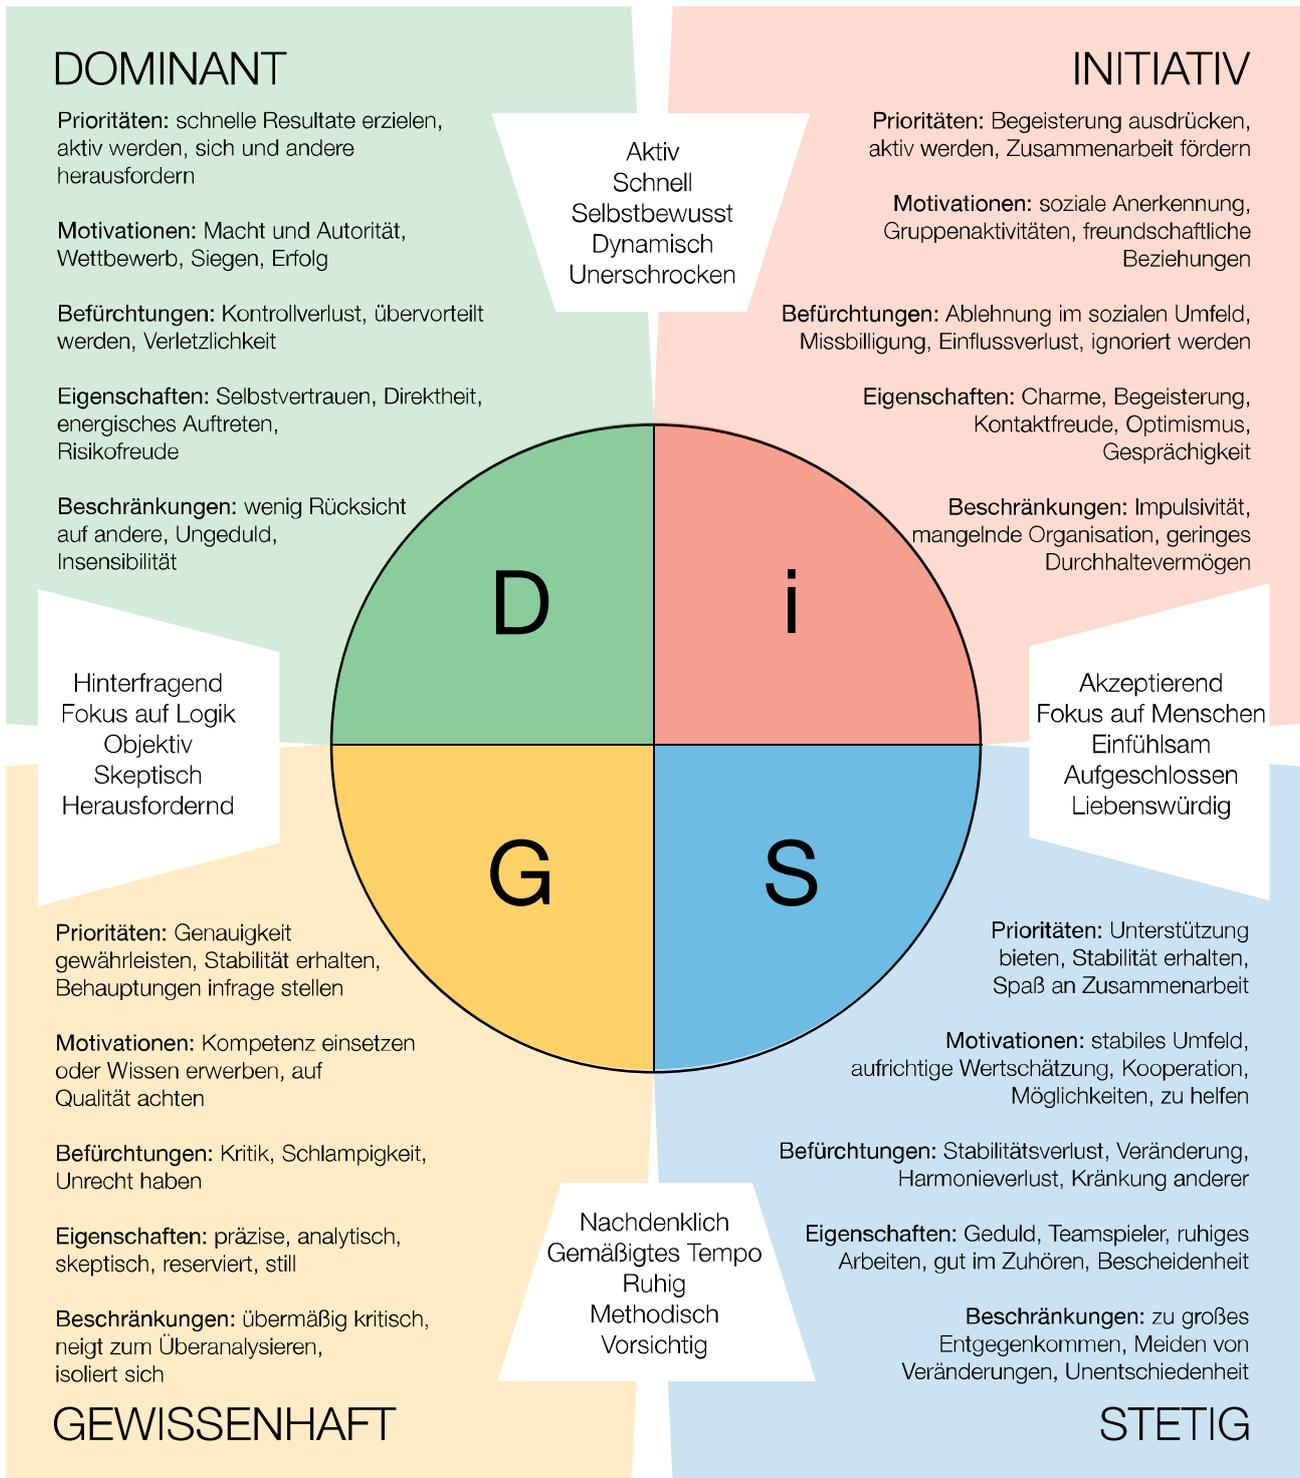 DOMINANT
Prioritäten: schnelle Resultate erzielen,
aktiv werden, sich und andere
herausfordern
Motivationen: Macht und Autorität,
Wettbewerb, Siegen, Erfolg
Befürchtungen: Kontrollverlust, übervorteilt
werden, Verletzlichkeit
Eigenschaften: Selbstvertrauen, Direktheit,
energisches Auftreten,
Risikofreude
Beschränkungen: wenig Rücksicht
auf andere, Ungeduld,
Insensibilität
Aktiv
Schnell
Selbstbewusst
Dynamisch
Unerschrocken
INITIATIV
Prioritäten: Begeisterung ausdrücken,
aktiv werden, Zusammenarbeit fördern
Motivationen: soziale Anerkennung,
Gruppenaktivitäten, freundschaftliche
Beziehungen
Befürchtungen: Ablehnung im sozialen Umfeld,
Missbilligung, Einflussverlust, ignoriert werden
Eigenschaften: Charme, Begeisterung,
Kontaktfreude, Optimismus,
Gesprächigkeit
Beschränkungen: Impulsivität,
mangelnde Organisation, geringes
Durchhaltevermögen
D
i
Hinterfragend
Fokus auf Logik
Objektiv
Skeptisch
Herausfordernd
Akzeptierend
Fokus auf Menschen
Einfühlsam
Aufgeschlossen
Liebenswürdig
G
S
Prioritäten: Genauigkeit
gewährleisten, Stabilität erhalten,
Behauptungen infrage stellen
Motivationen: Kompetenz einsetzen
oder Wissen erwerben, auf
Qualität achten
Befürchtungen: Kritik, Schlampigkeit,
Unrecht haben
Eigenschaften: präzise, analytisch,
skeptisch, reserviert, still
Beschränkungen: übermäßig kritisch,
neigt zum Überanalysieren,
isoliert sich
GEWISSENHAFT
Nachdenklich
Gemäßigtes Tempo
Ruhig
Methodisch
Vorsichtig
Prioritäten: Unterstützung
bieten, Stabilität erhalten,
Spaß an Zusammenarbeit
Motivationen: stabiles Umfeld,
aufrichtige Wertschätzung, Kooperation,
Möglichkeiten, zu helfen
Befürchtungen: Stabilitätsverlust, Veränderung,
Harmonieverlust, Kränkung anderer
Eigenschaften: Geduld, Teamspieler, ruhiges
Arbeiten, gut im Zuhören, Bescheidenheit
Beschränkungen: zu großes
Entgegenkommen, Meiden von
Veränderungen, Unentschiedenheit
STETIG